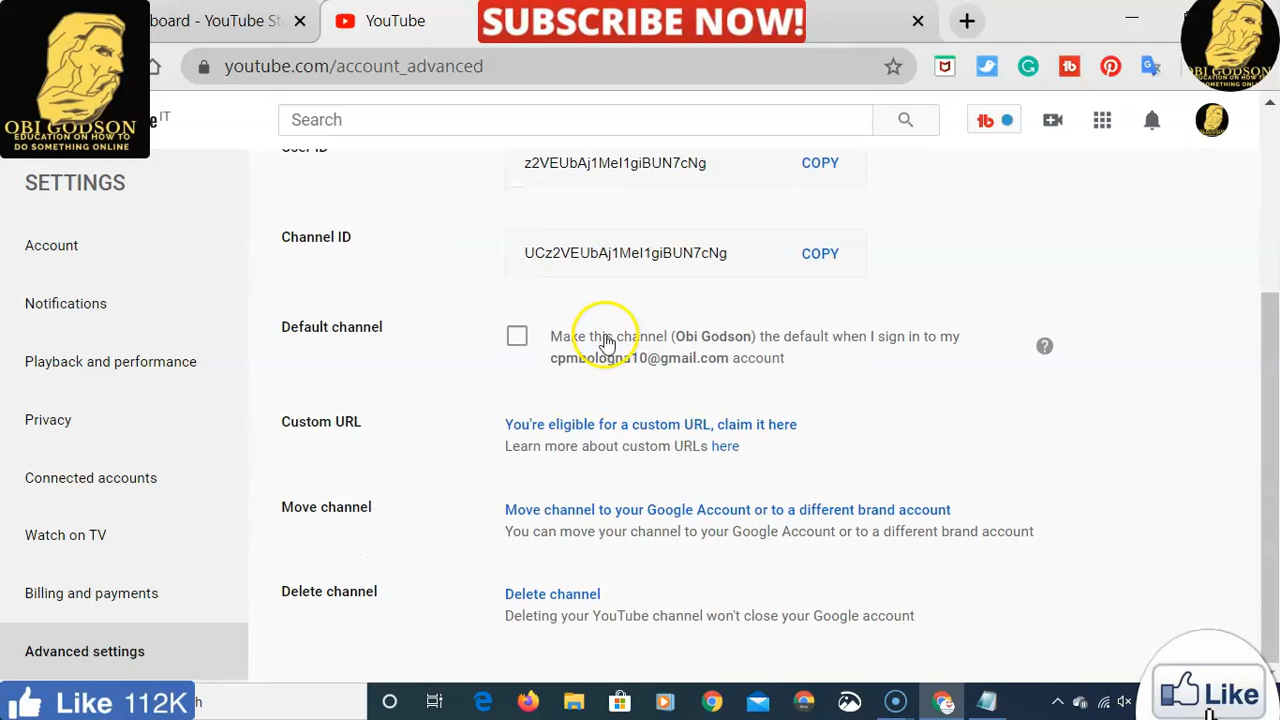 board - YouTube St
YouTube
SUBSCRIBE NOW!
youtube.com/account_advanced
OBI GODSON
EDUCATION ON HOW TO
DO SOMETHING ONLINE
IT
Search
SETTINGS
Account
Notifications
Playback and performance
Privacy
Connected accounts
Watch on TV
Billing and payments
Advanced settings
User ID
z2VEUbAj1MeI1giBUN7cNg
COPY
Channel ID
UCz2VEUbAj1MeI1giBUN7cNg
COPY
Default channel
Make this channel (Obi Godson) the default when I sign in to my
cpmbologna10@gmail.com account
Custom URL
You're eligible for a custom URL, claim it here
Learn more about custom URLs here
Move channel
Move channel to your Google Account or to a different brand account
You can move your channel to your Google Account or to a different brand account
Delete channel
Delete channel
Deleting your YouTube channel won't close your Google account
Like 112K
Like